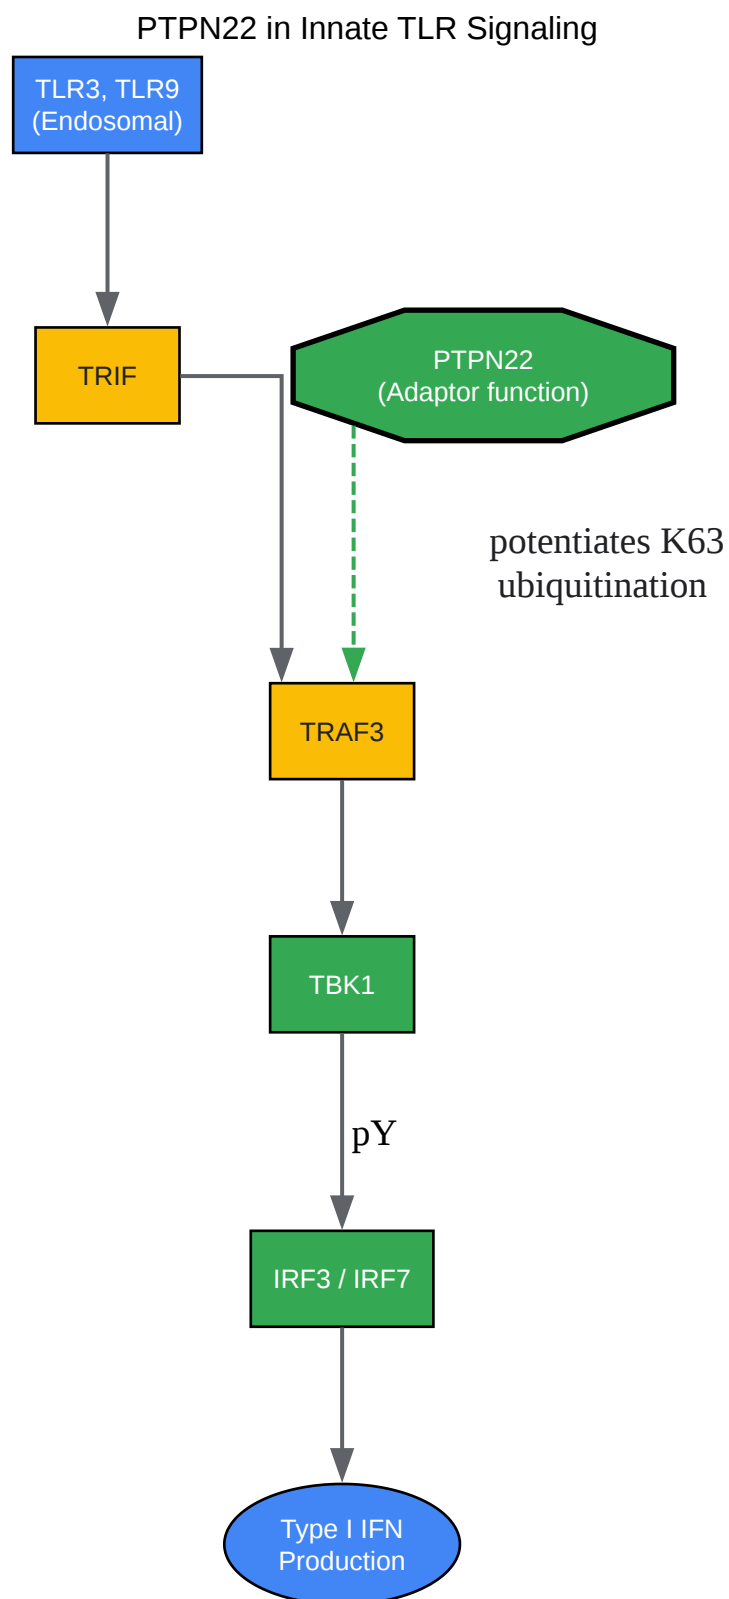 PTPN22 in Innate TLR Signaling
TLR3, TLR9
(Endosomal)
TRIF
PTPN22
(Adaptor function)
potentiates K63
ubiquitination
TRAF3
TBK1
pY
IRF3 / IRF7
Type I IFN
Production